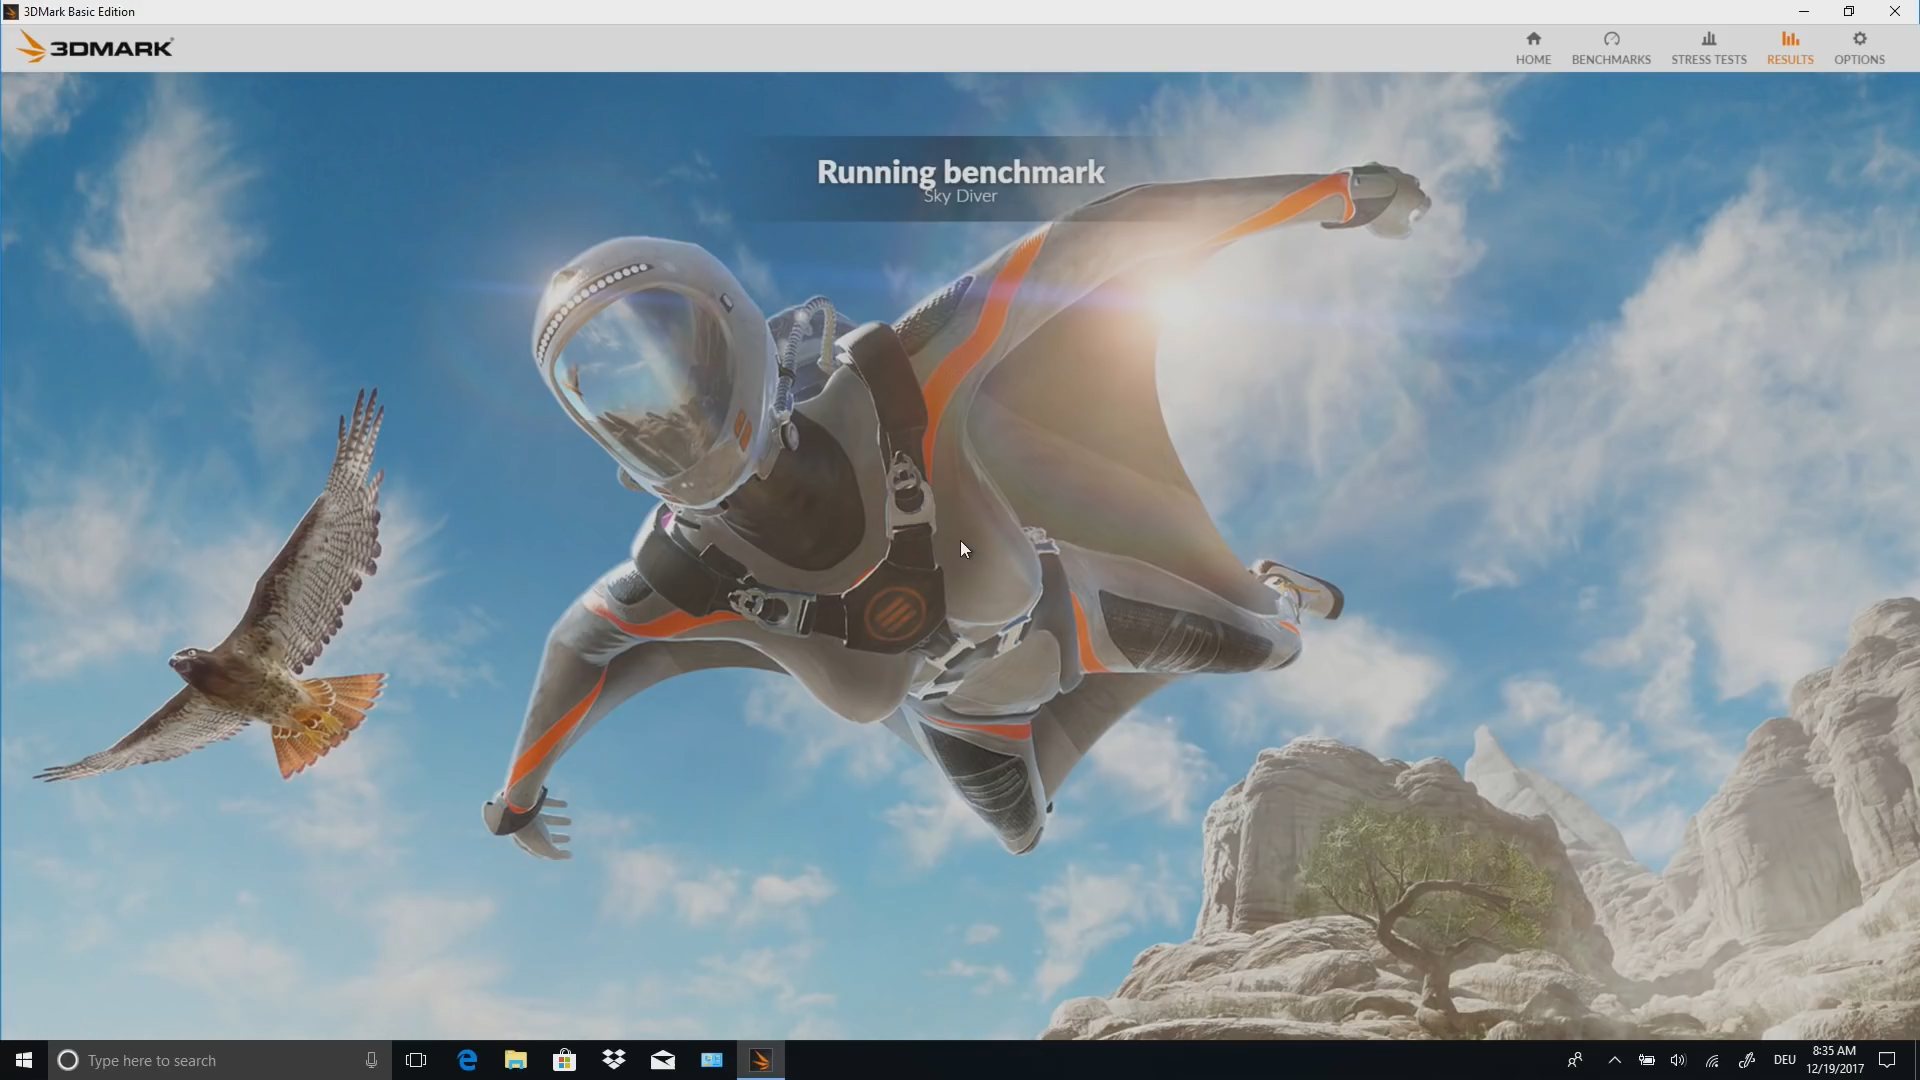 3DMark Basic Edition
3DMARK
HOME
BENCHMARKS
STRESS TESTS
RESULTS
OPTIONS
Running benchmark
Sky Diver
Type here to search
DEU
8:35 AM
12/19/2017